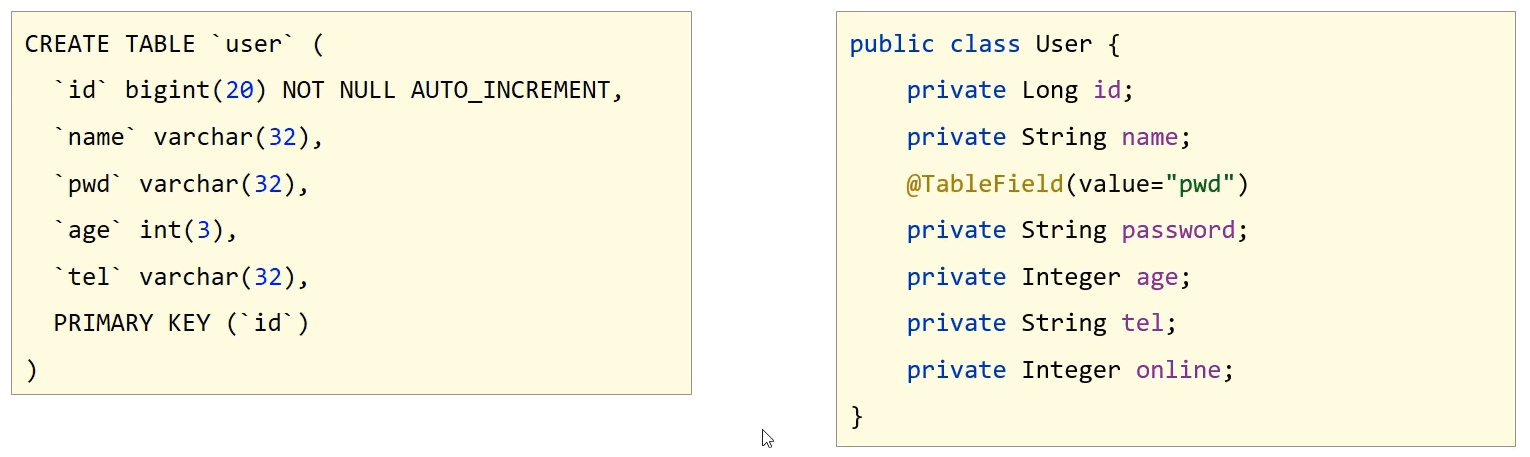 CREATE TABLE `user` (
`id` bigint(20) NOT NULL AUTO_INCREMENT,
`name` varchar(32),
`pwd` varchar(32),
`age` int(3),
`tel` varchar(32),
PRIMARY KEY (`id`)
)
public class User {
private Long id;
private String name;
@TableField(value="pwd")
private String password;
private Integer age;
private String tel;
private Integer online;
}